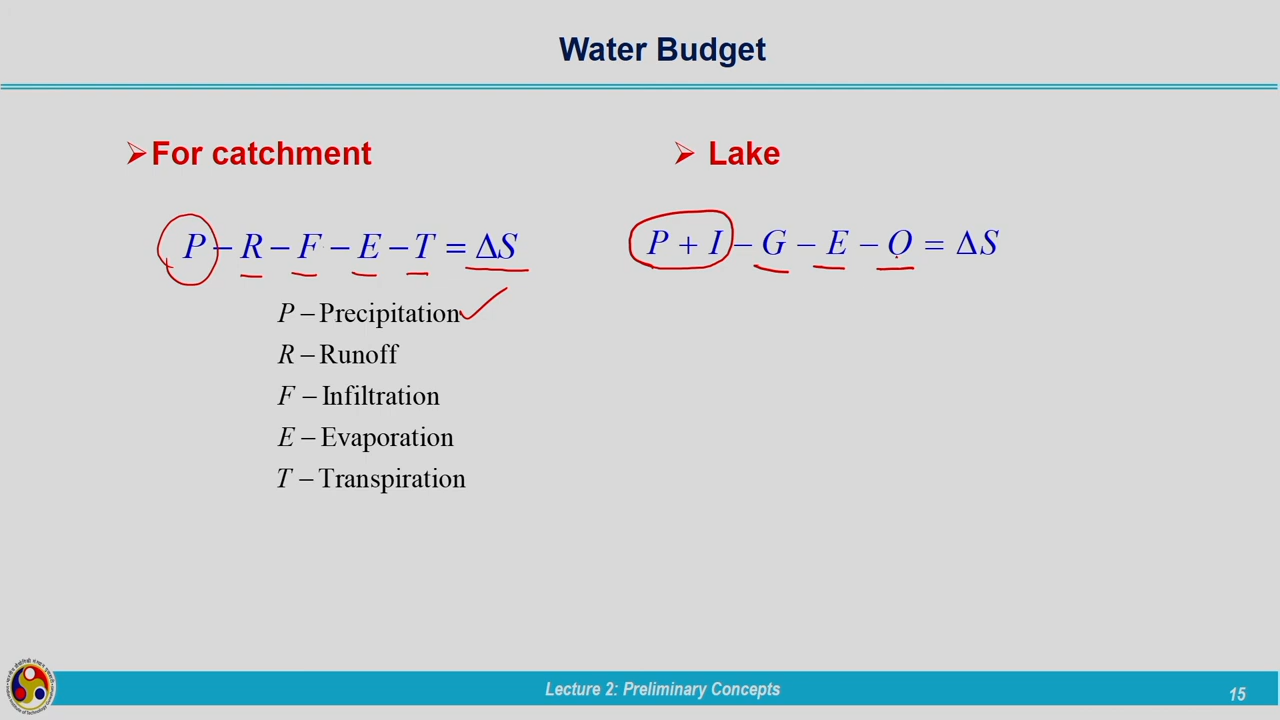 Water Budget
➢For catchment
P – R – F – E – T = ΔS
P – Precipitation
R – Runoff
F – Infiltration
E – Evaporation
T – Transpiration
➢ Lake
P + I – G – E – O = ΔS
Lecture 2: Preliminary Concepts
15